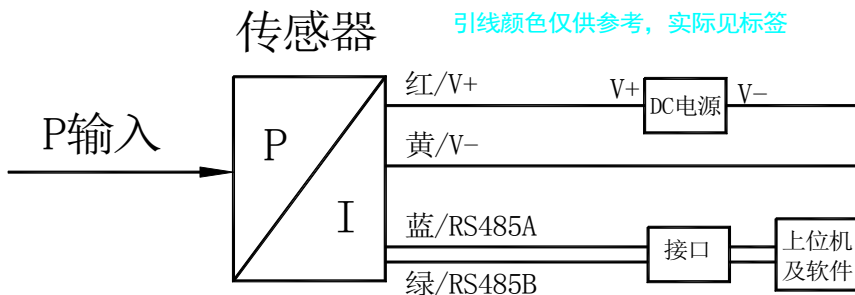 传感器
引线颜色仅供参考，实际见标签
红/V+
V+
DC电源
V-
P输入
P
黄/V-
I
蓝/RS485A
接口
上位机
及软件
绿/RS485B